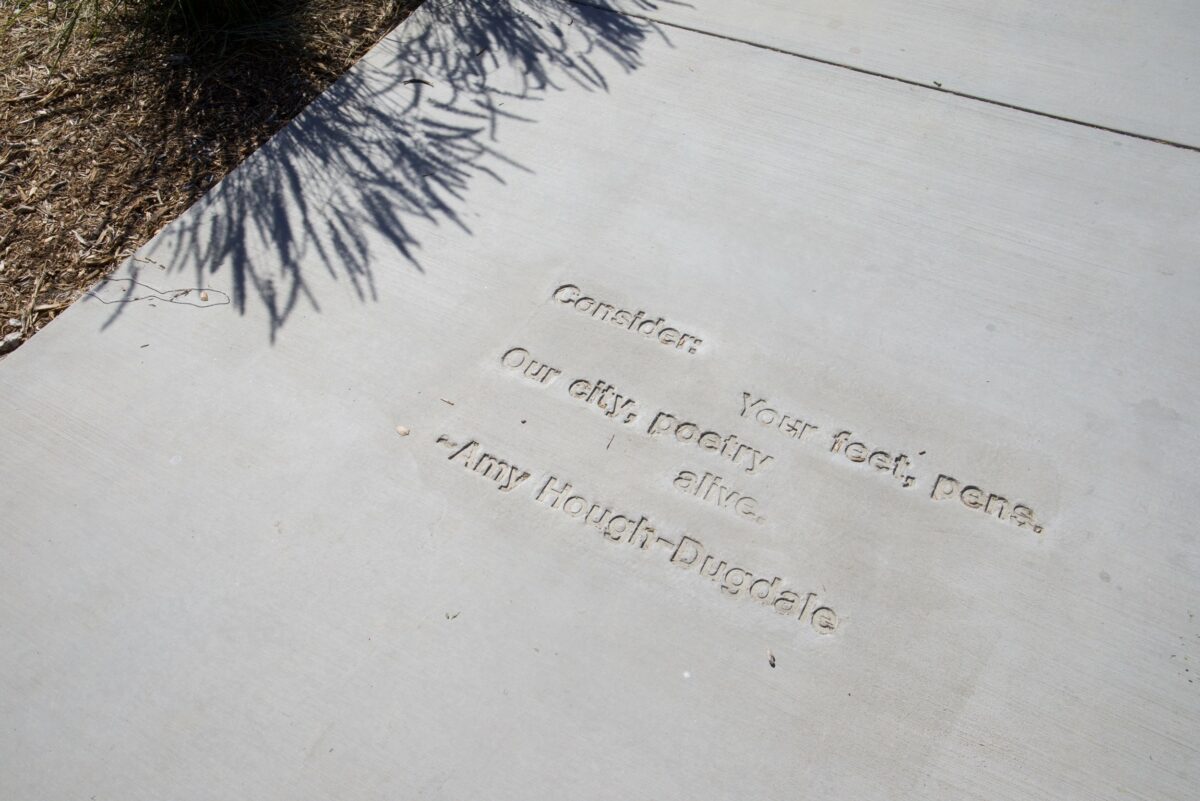 Consider:
Your feet, pens.
Our city, poetry
alive.
~Amy Hough-Dugdale